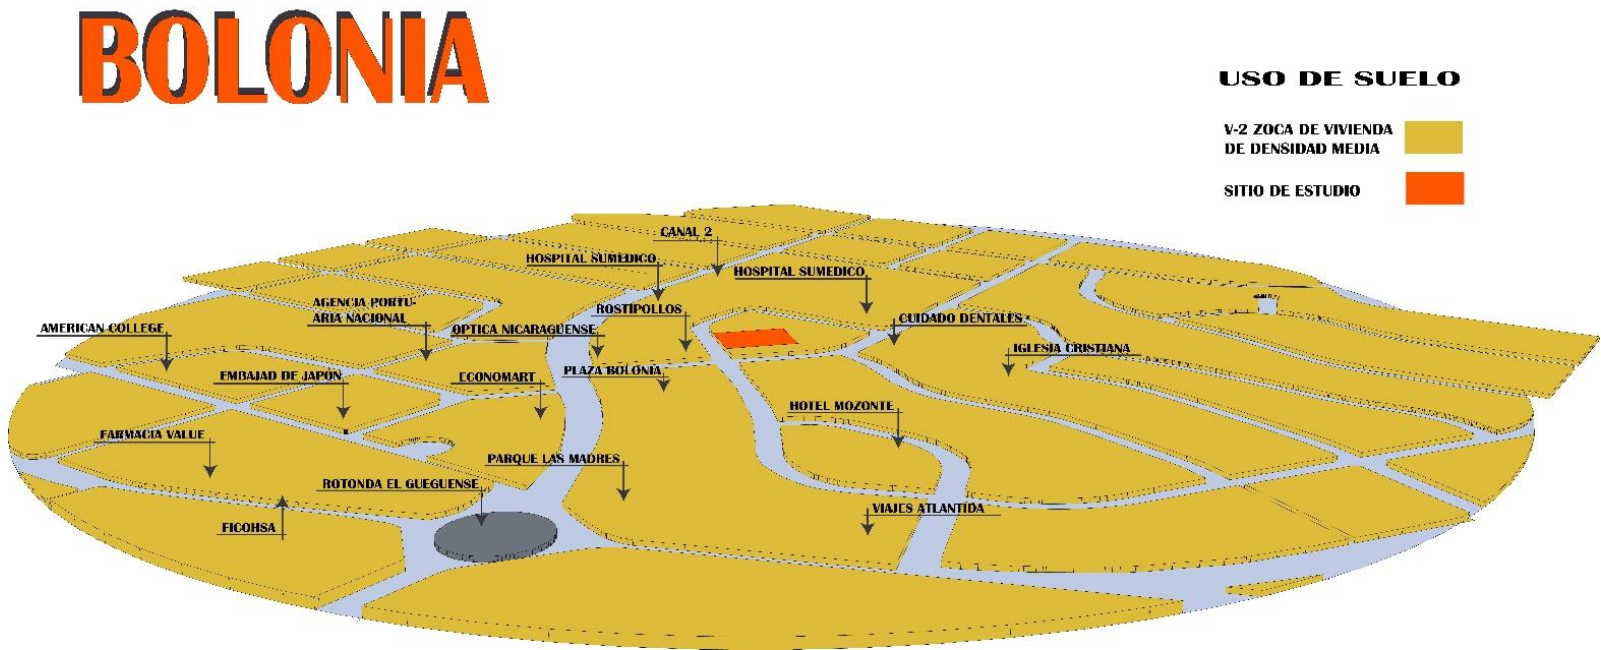 BOLONIA
USO DE SUELO
V-2 ZOCA DE VIVIENDA
DE DENSIDAD MEDIA
SITIO DE ESTUDIO
CANAL 2
HOSPITAL SUMEDICO
HOSPITAL SUMEDICO
AGENCIA PORTU-
ARIA NACIONAL
ROSTIPOLLOS
AMERICAN COLLEGE
OPTICA NICARAGUENSE
CUIDADO DENTALES
IGLESIA CRISTIANA
EMBAJAD DE JAPON
ECONOMART
PLAZA BOLONIA
HOTEL MOZONTE
FARMACIA VALUE
PARQUE LAS MADRES
ROTONDA EL GUEGUENSE
VIAJES ATLANTIDA
FICOHSA